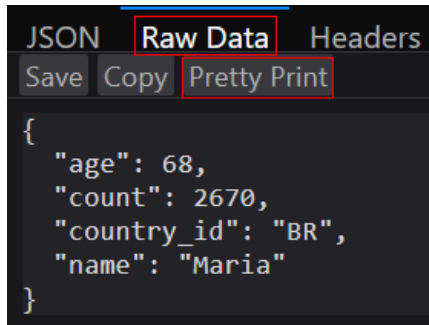 JSON Raw Data Headers
Save Copy Pretty Print
{
  "age": 68,
  "count": 2670,
  "country_id": "BR",
  "name": "Maria"
}